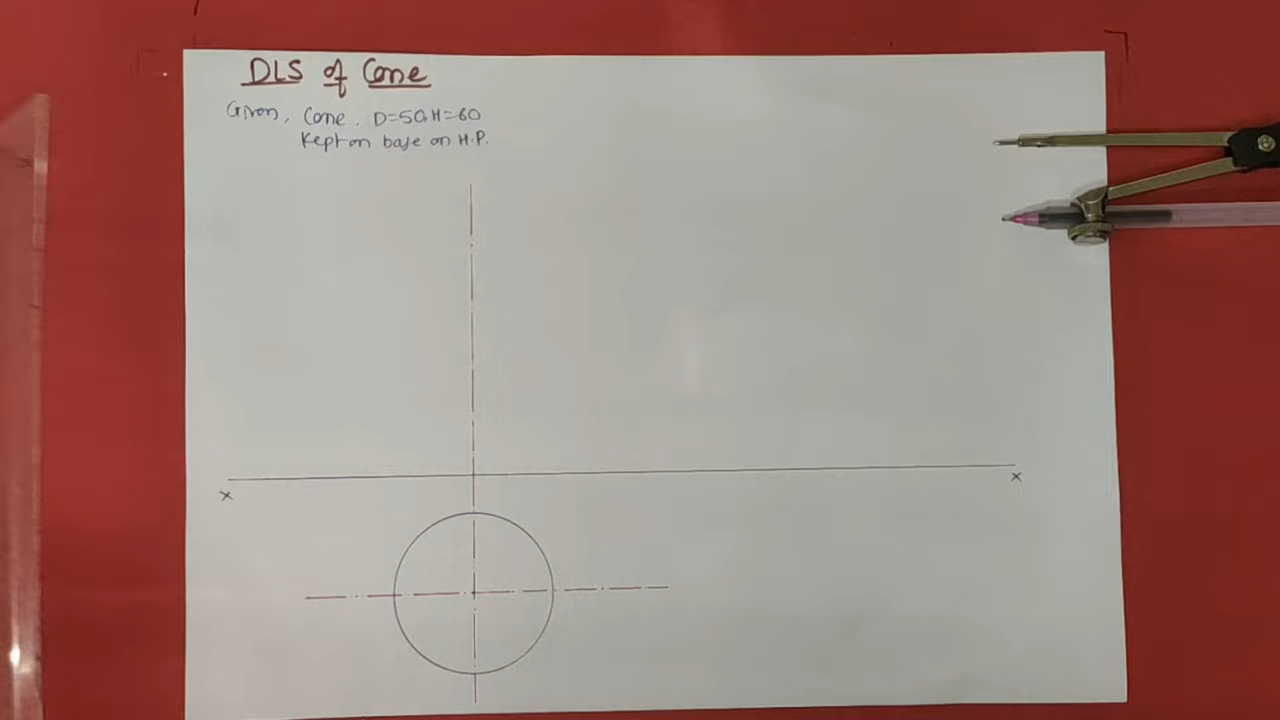 DLS of Cone
Given, Cone. D=50, H=60
Kept on base on H.P.
x x